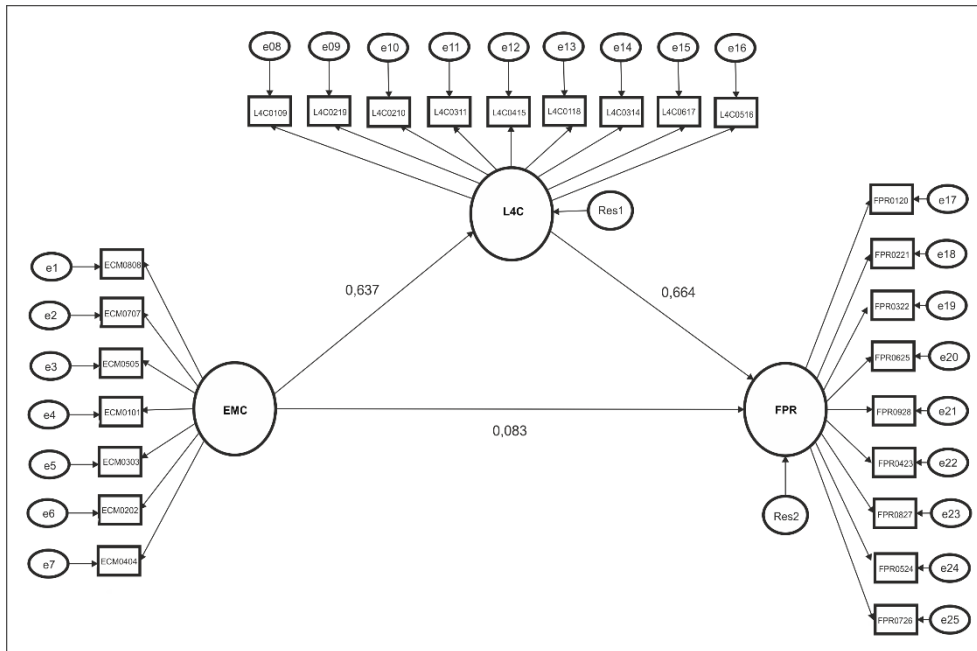 e08 e09 e10 e11 e12 e13 e14 e15 e16
L4C0109 L4C0219 L4C0210 L4C0311 L4C0415 L4C0118 L4C0314 L4C0617 L4C0516
L4C
Res1
0,637
0,664
EMC
0,083
FPR
Res2
e1 ECM0808
e2 ECM0707
e3 ECM0505
e4 ECM0101
e5 ECM0303
e6 ECM0202
e7 ECM0404
FPR0120 e17
FPR0221 e18
FPR0322 e19
FPR0625 e20
FPR0928 e21
FPR0423 e22
FPR0827 e23
FPR0524 e24
FPR0726 e25